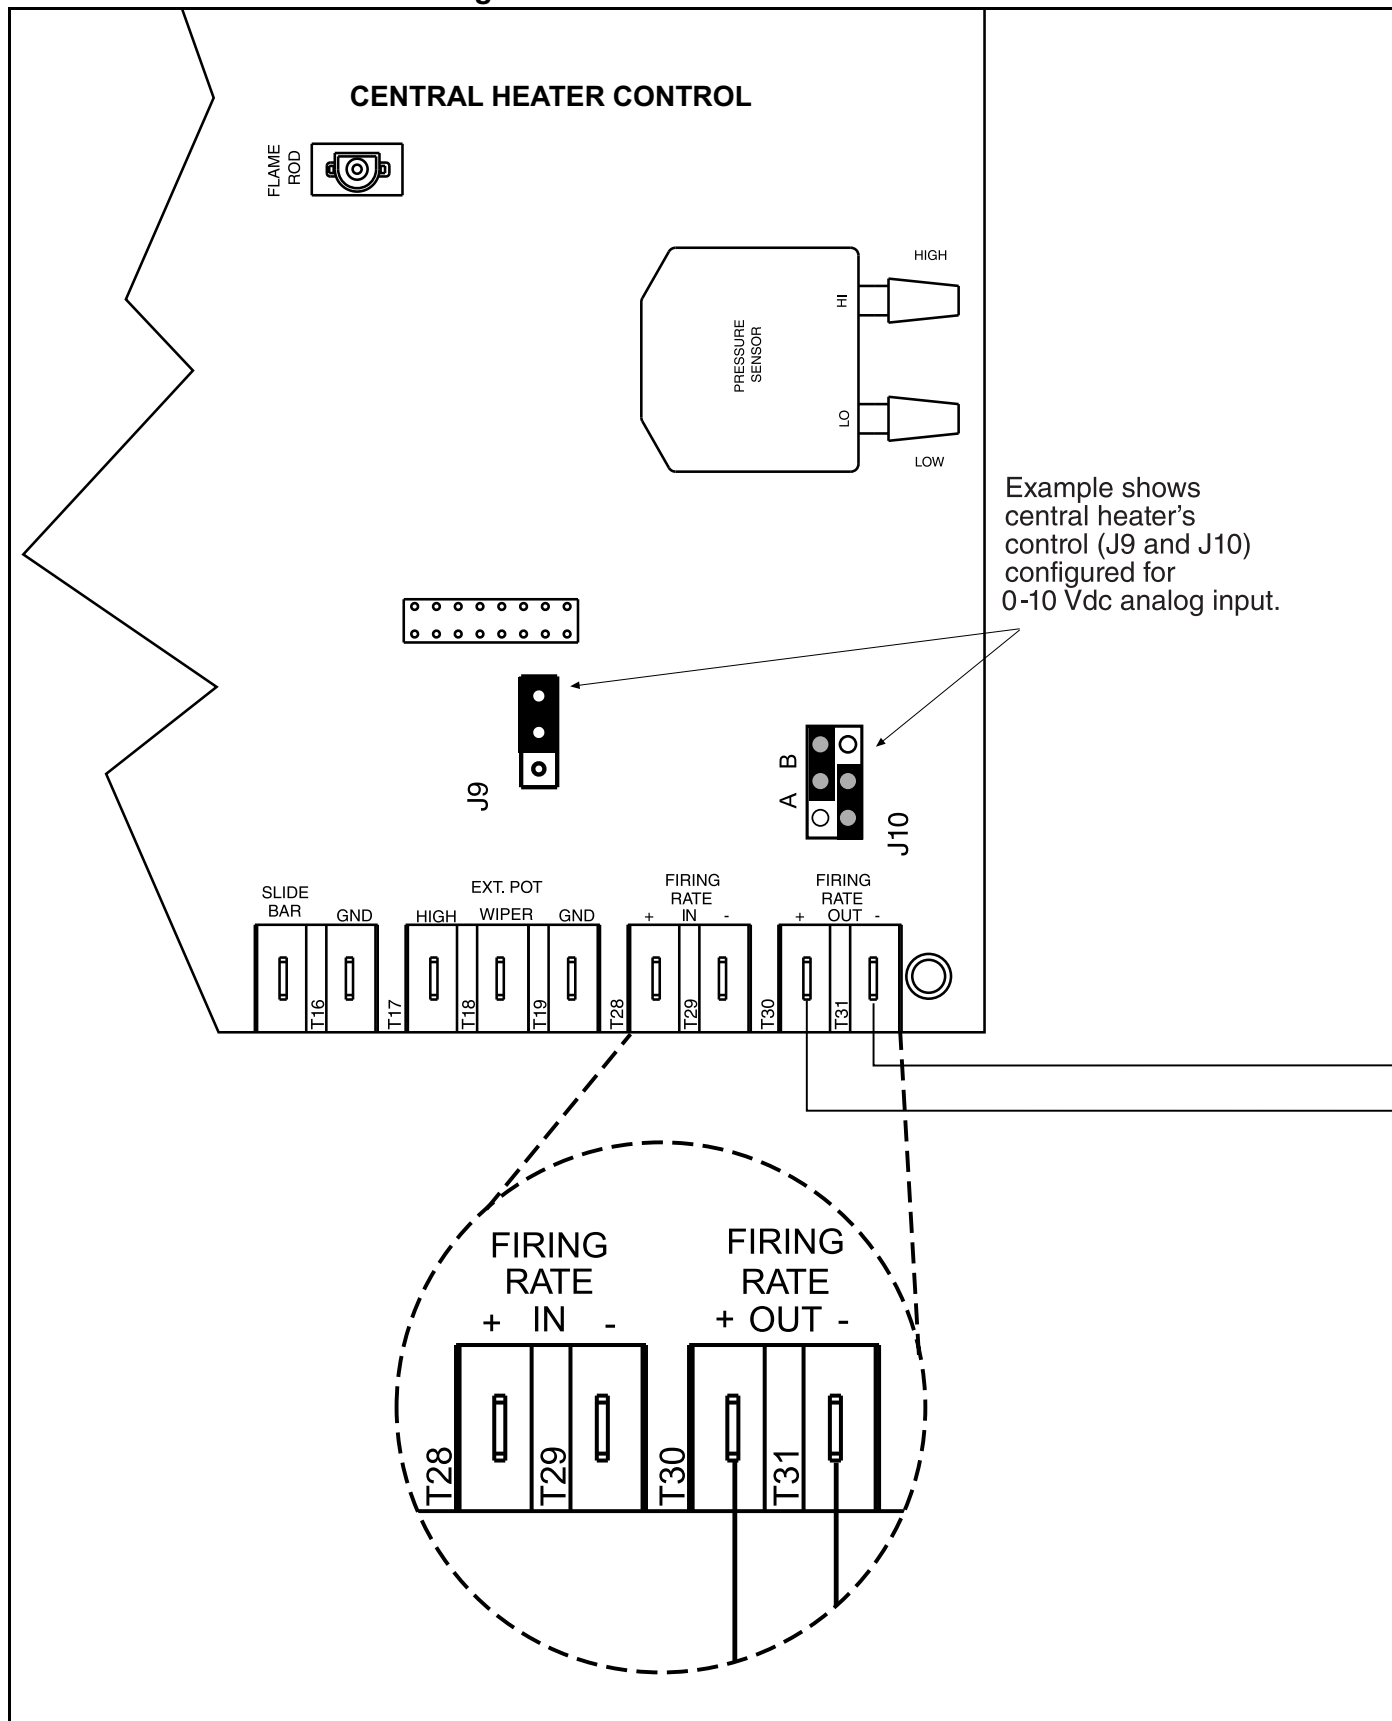 g
CENTRAL HEATER CONTROL
FLAME
ROD
HIGH
HI
PRESSURE
SENSOR
LO
LOW
Example shows
central heater's
control (J9 and J10)
configured for
0-10 Vdc analog input.
J9
A B
J10
SLIDE
BAR
GND
EXT. POT
HIGH WIPER GND
FIRING
RATE
+ IN -
FIRING
RATE
+ OUT -
T16
T17
T18
T19
T28
T29
T30
T31
FIRING
RATE
+ IN -
FIRING
RATE
+ OUT -
T28
T29
T30
T31